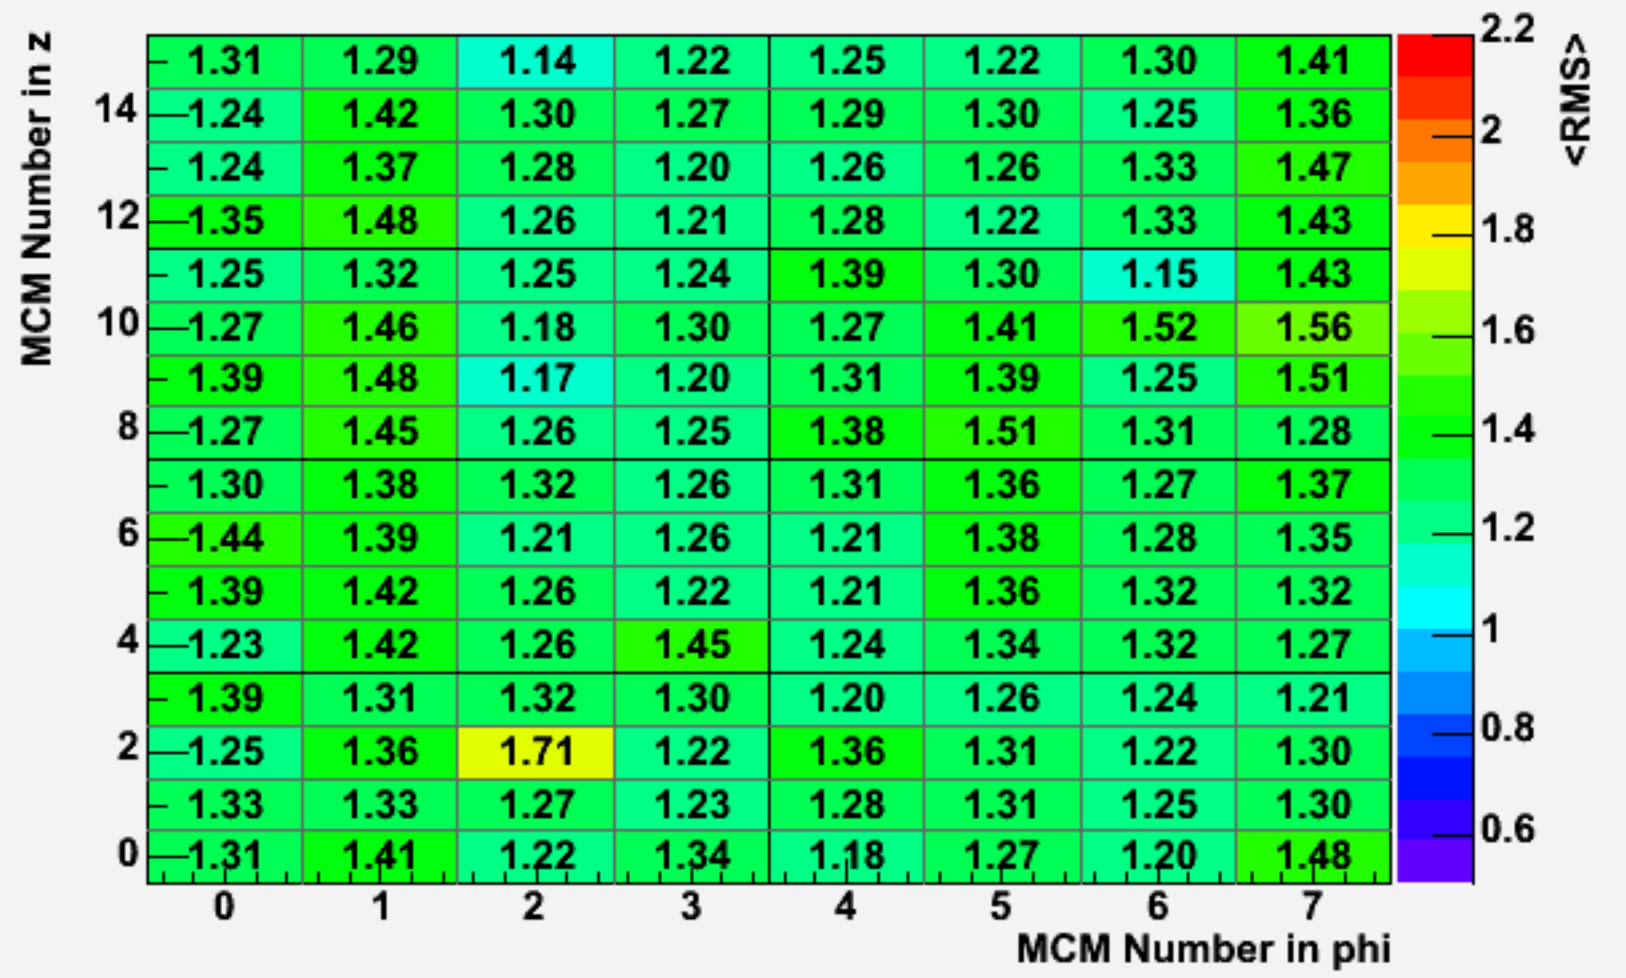 MCM Number in z
1.31 1.29 1.14 1.22 1.25 1.22 1.30 1.41
14 1.24 1.42 1.30 1.27 1.29 1.30 1.25 1.36
1.24 1.37 1.28 1.20 1.26 1.26 1.33 1.47
12 1.35 1.48 1.26 1.21 1.28 1.22 1.33 1.43
1.25 1.32 1.25 1.24 1.39 1.30 1.15 1.43
10 1.27 1.46 1.18 1.30 1.27 1.41 1.52 1.56
1.39 1.48 1.17 1.20 1.31 1.39 1.25 1.51
8 1.27 1.45 1.26 1.25 1.38 1.51 1.31 1.28
1.30 1.38 1.32 1.26 1.31 1.36 1.27 1.37
6 1.44 1.39 1.21 1.26 1.21 1.38 1.28 1.35
1.39 1.42 1.26 1.22 1.21 1.36 1.32 1.32
4 1.23 1.42 1.26 1.45 1.24 1.34 1.32 1.27
1.39 1.31 1.32 1.30 1.20 1.26 1.24 1.21
2 1.25 1.36 1.71 1.22 1.36 1.31 1.22 1.30
1.33 1.33 1.27 1.23 1.28 1.31 1.25 1.30
0 1.31 1.41 1.22 1.34 1.18 1.27 1.20 1.48
0 1 2 3 4 5 6 7
MCM Number in phi
2.2
2
1.8
1.6
1.4
1.2
1
0.8
0.6
<RMS>